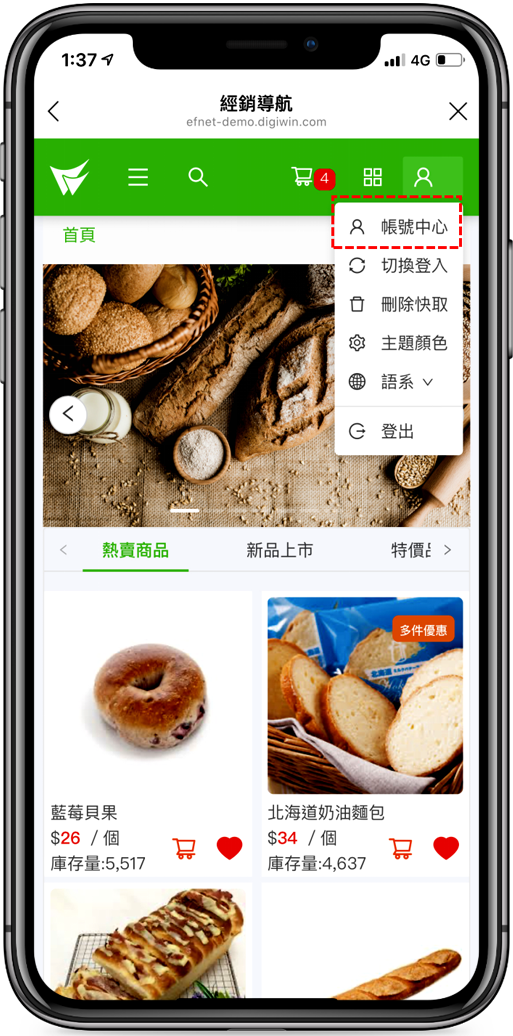 1:37
4G
經銷導航
efnet-demo.digiwin.com
4
首頁
帳號中心
切換登入
刪除快取
主題顏色
語系
登出
熱賣商品 新品上市 特價品
多件優惠
藍莓貝果
$26 / 個
庫存量:5,517
北海道奶油麵包
$34 / 個
庫存量:4,637